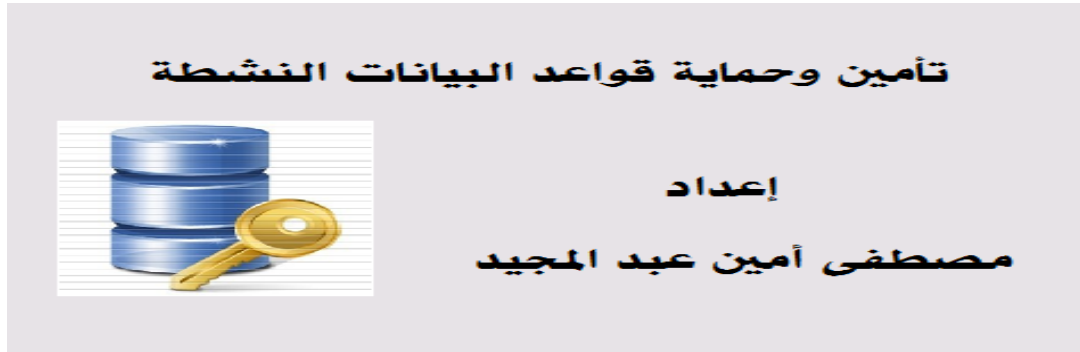 تأمين وحماية قواعد البيانات النشطة
إعداد
مصطفى أمين عبد المجيد